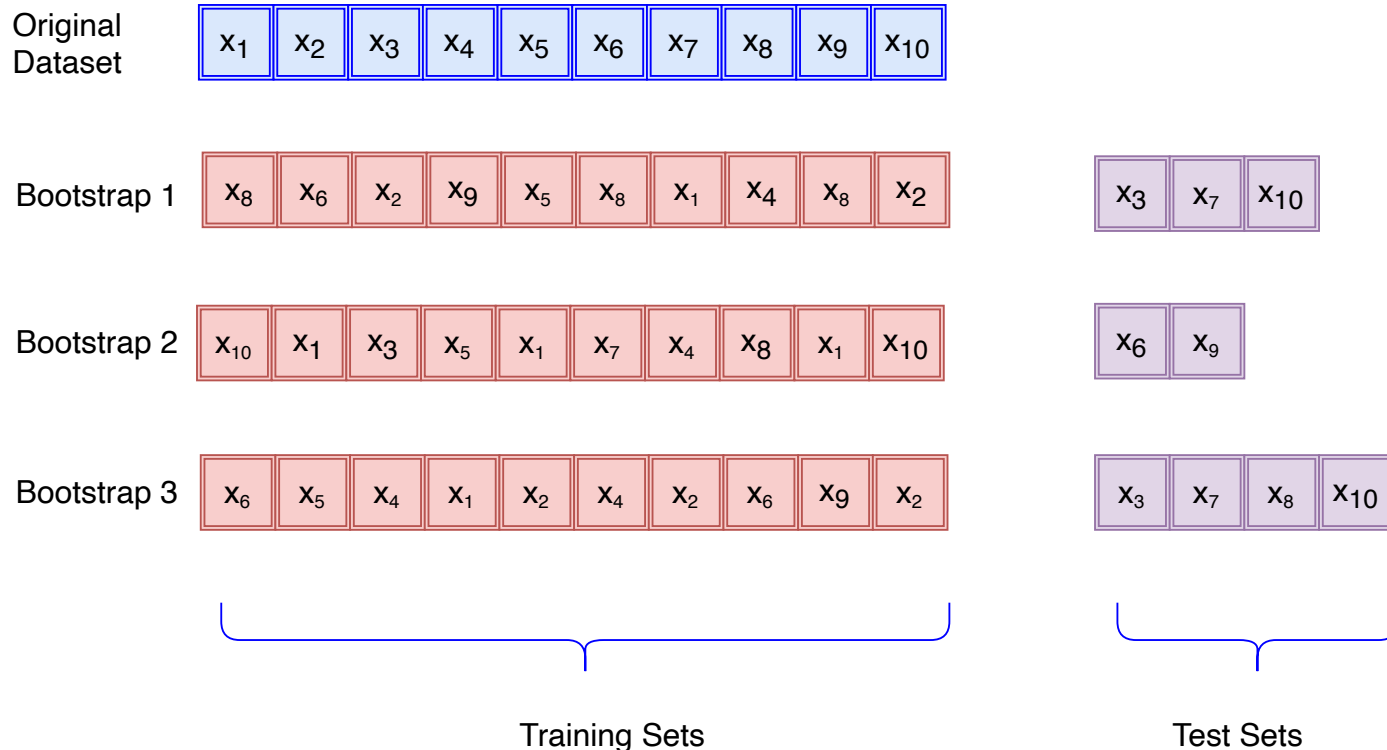 Original
Dataset
x₁ x₂ x₃ x₄ x₅ x₆ x₇ x₈ x₉ x₁₀
Bootstrap 1 x₈ x₆ x₂ x₉ x₅ x₈ x₁ x₄ x₈ x₂ x₃ x₇ x₁₀
Bootstrap 2 x₁₀ x₁ x₃ x₅ x₁ x₇ x₄ x₈ x₁ x₁₀ x₆ x₉
Bootstrap 3 x₆ x₅ x₄ x₁ x₂ x₄ x₂ x₆ x₉ x₂ x₃ x₇ x₈ x₁₀
Training Sets Test Sets